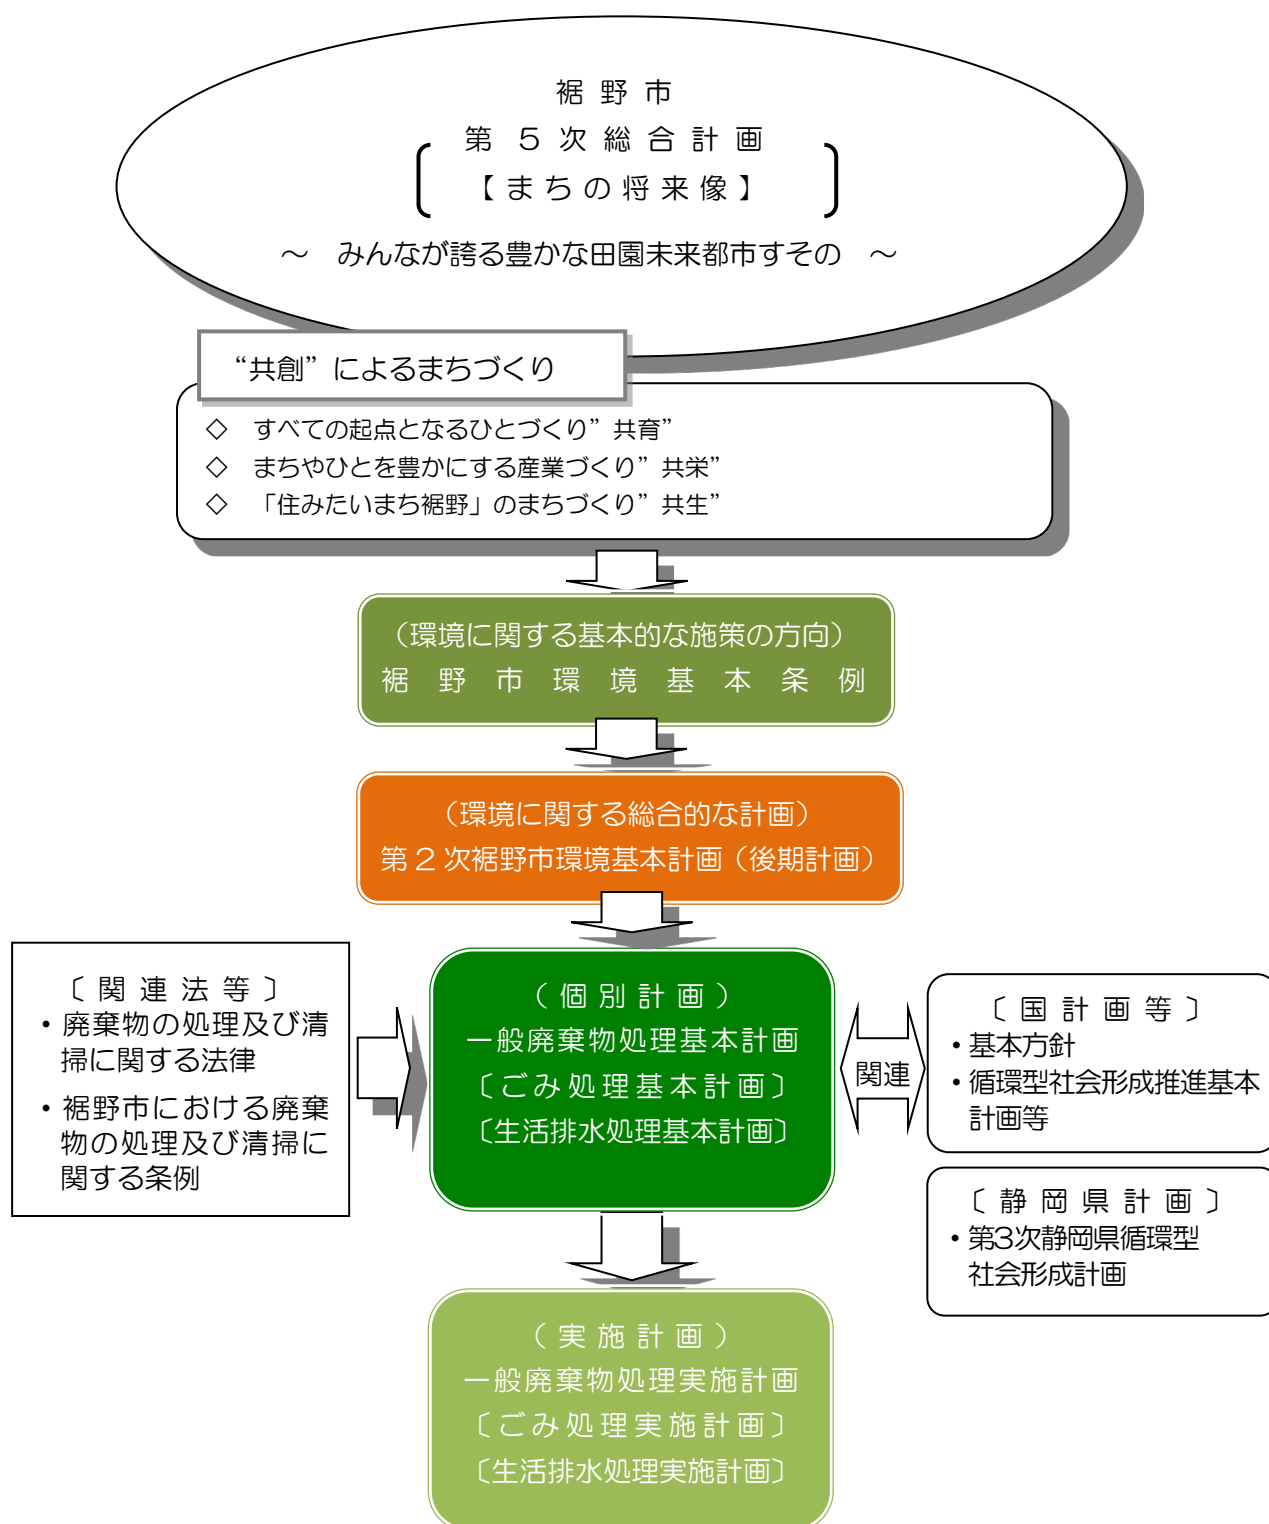 裾野市
第5次総合計画
【まちの将来像】
～　みんなが誇る豊かな田園未来都市すその　～
“共創”によるまちづくり
◇　すべての起点となるひとづくり”共育”
◇　まちやひとを豊かにする産業づくり”共栄”
◇　「住みたいまち裾野」のまちづくり”共生”
（環境に関する基本的な施策の方向）
裾野市環境基本条例
（環境に関する総合的な計画）
第２次裾野市環境基本計画（後期計画）
〔関連法等〕
・廃棄物の処理及び清
掃に関する法律
・裾野市における廃棄
物の処理及び清掃に
関する条例
（個別計画）
一般廃棄物処理基本計画
〔ごみ処理基本計画〕
〔生活排水処理基本計画〕
関連
〔国計画等〕
・基本方針
・循環型社会形成推進基本
計画等
〔静岡県計画〕
・第3次静岡県循環型
社会形成計画
（実施計画）
一般廃棄物処理実施計画
〔ごみ処理実施計画〕
〔生活排水処理実施計画〕